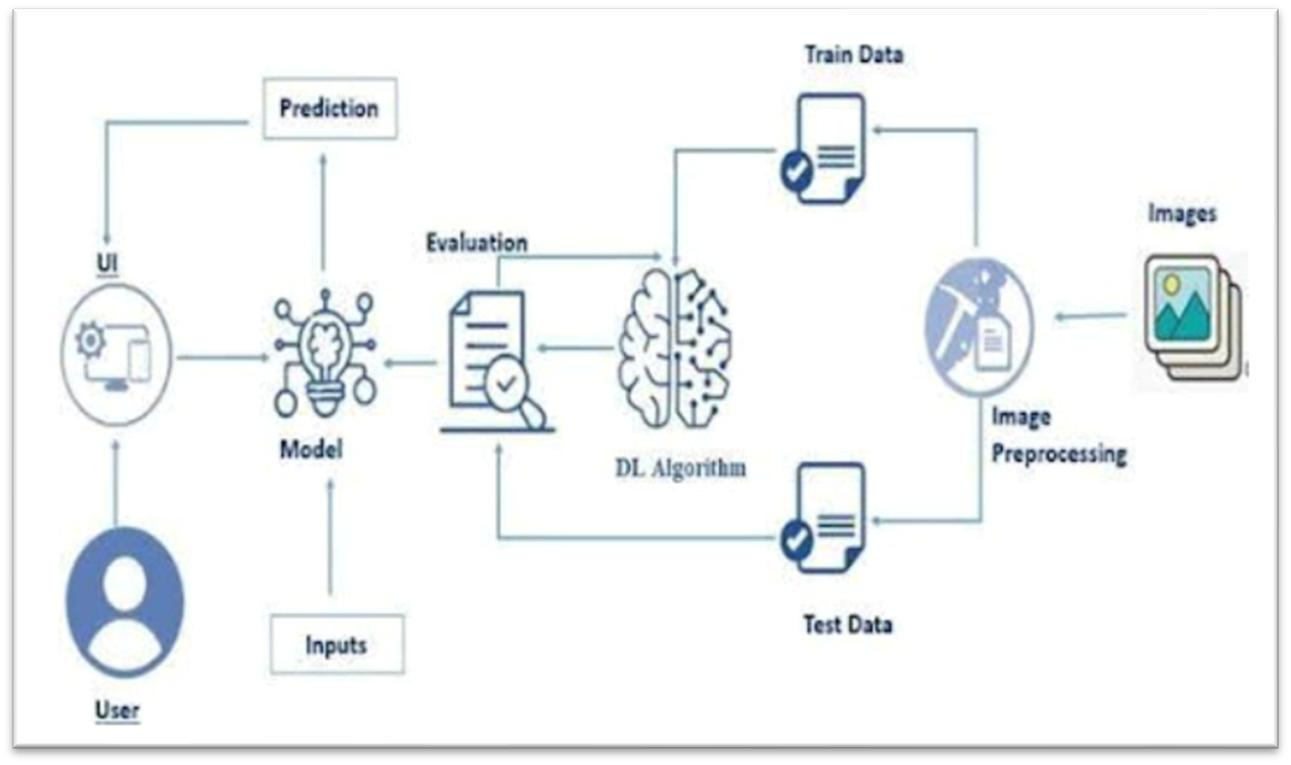 Train Data
Prediction
Images
Evaluation
UI
Image
Preprocessing
Model
DL Algorithm
Test Data
Inputs
User